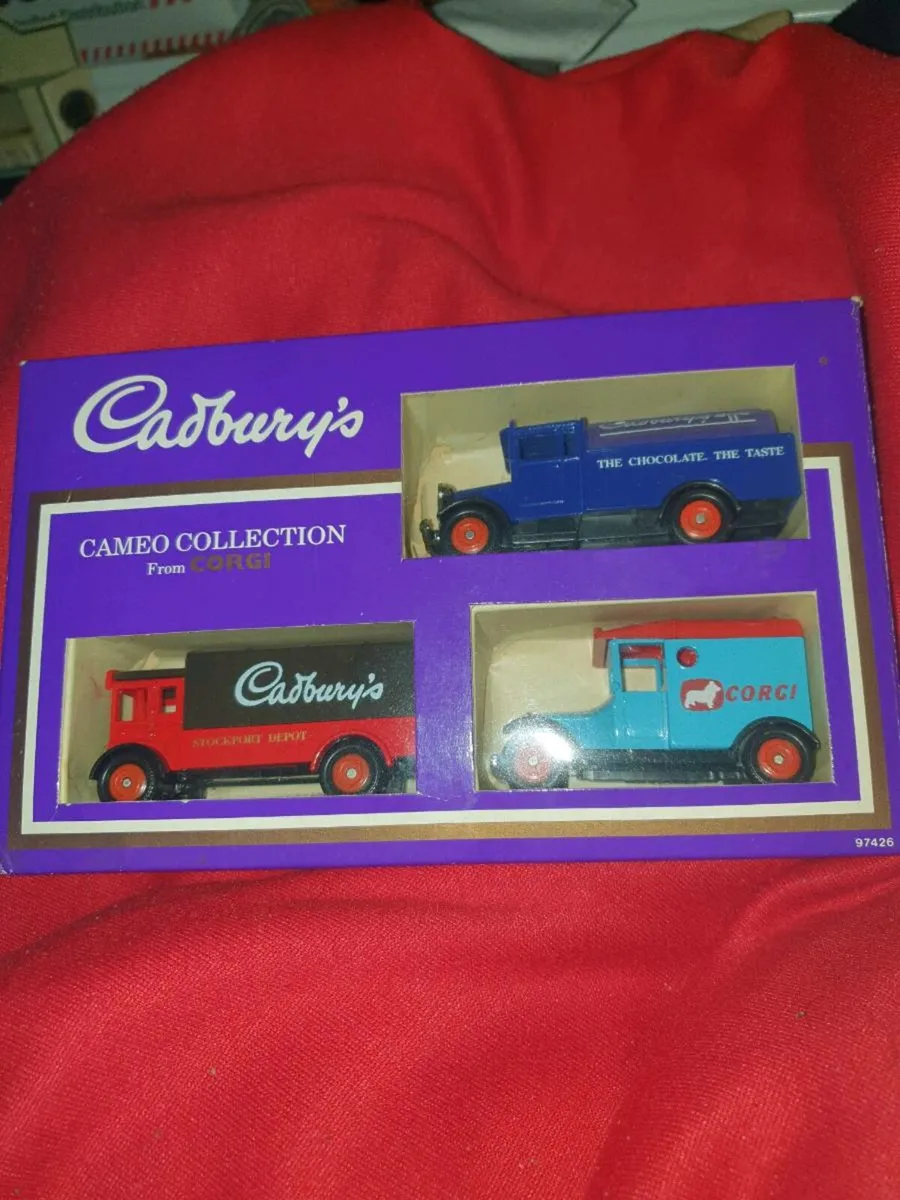 Cadbury's
CAMEO COLLECTION
From CORGI
THE CHOCOLATE. THE TASTE
Cadbury's
STOCKPORT DEPOT
CORGI
97426